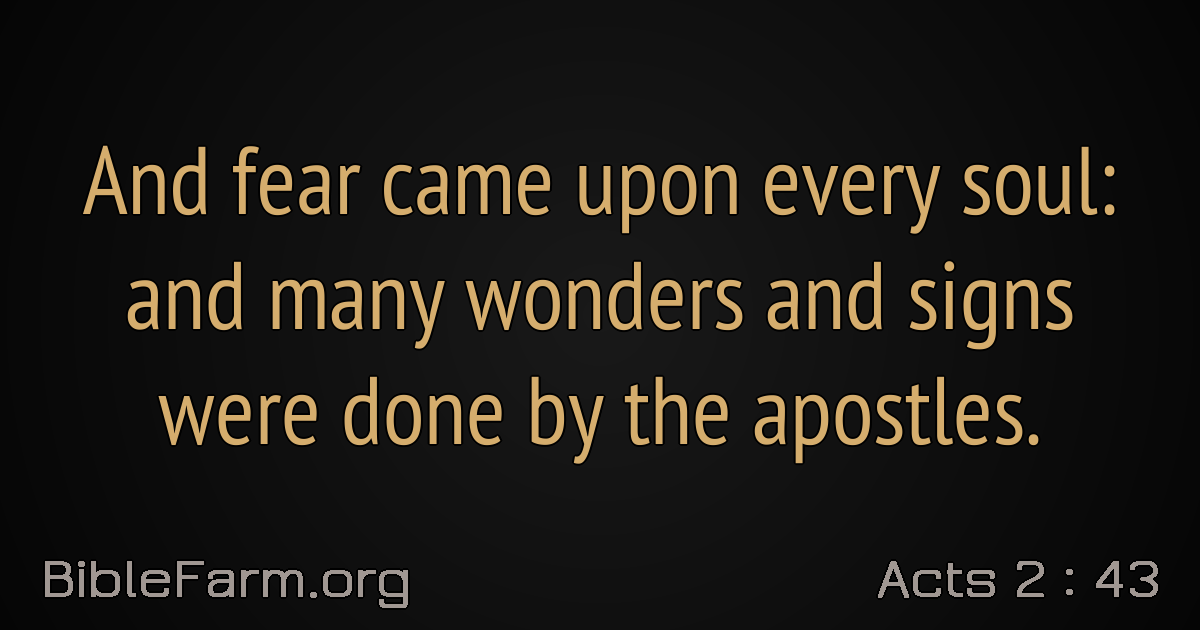 And fear came upon every soul:
and many wonders and signs
were done by the apostles.
BibleFarm.org
Acts 2 : 43